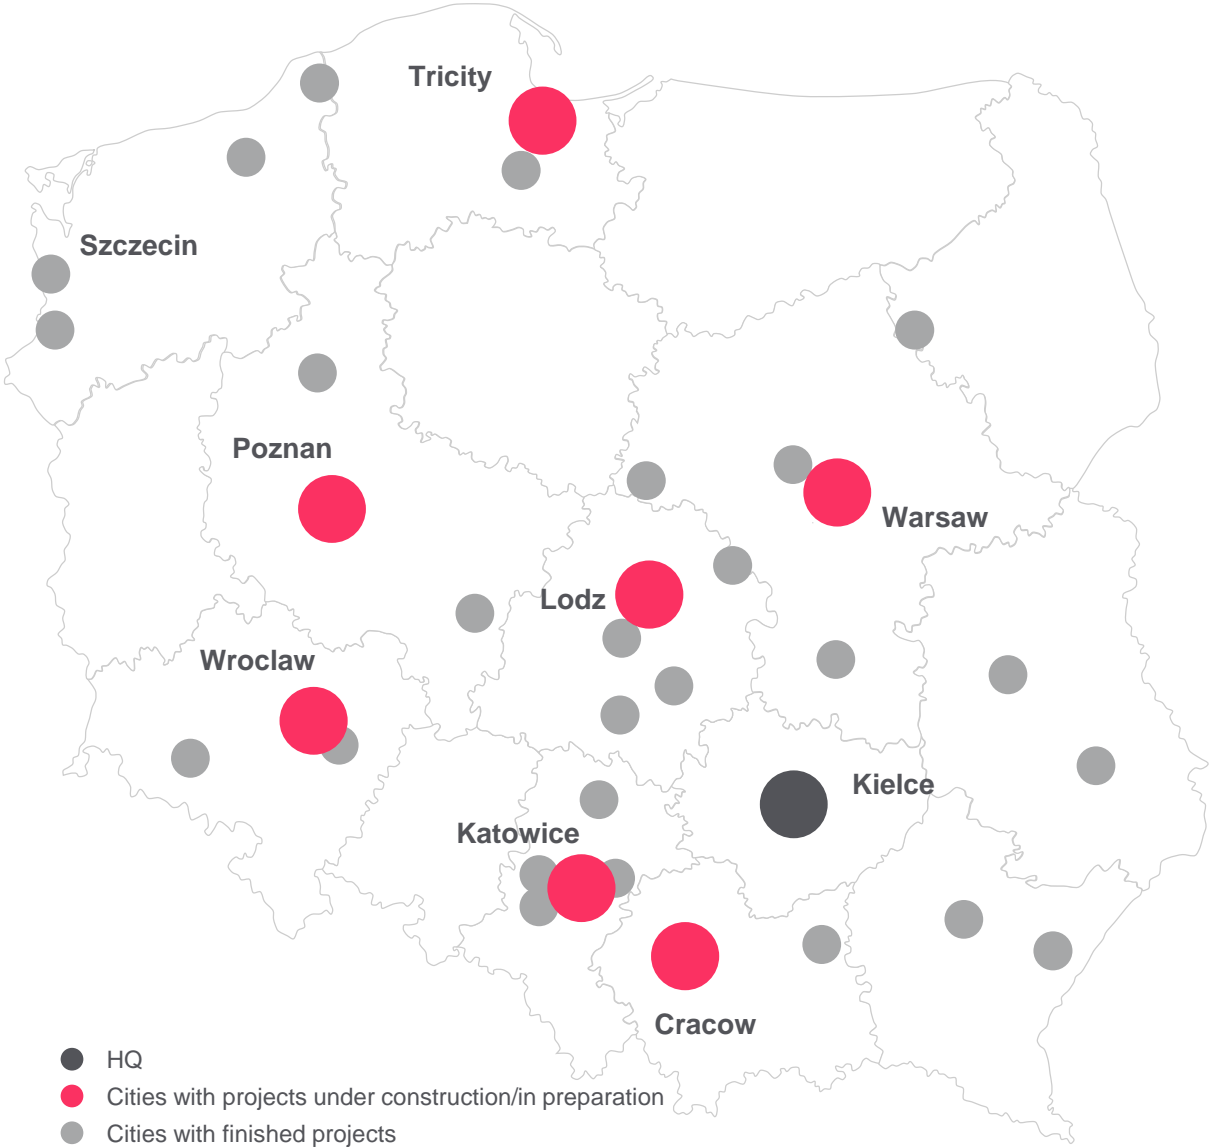 Tricity
Szczecin
Poznan
Warsaw
Lodz
Wroclaw
Kielce
Katowice
Cracow
HQ
Cities with projects under construction/in preparation
Cities with finished projects